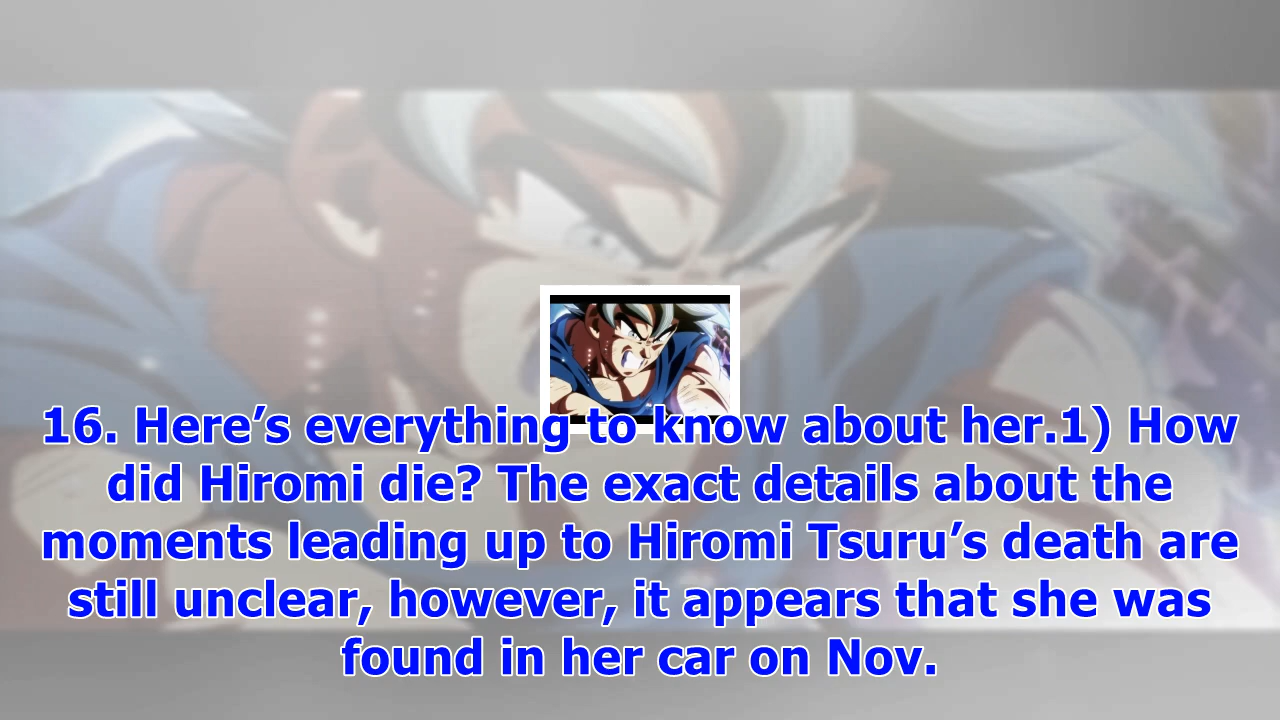 16. Here’s everything to know about her.1) How
did Hiromi die? The exact details about the
moments leading up to Hiromi Tsuru’s death are
still unclear, however, it appears that she was
found in her car on Nov.